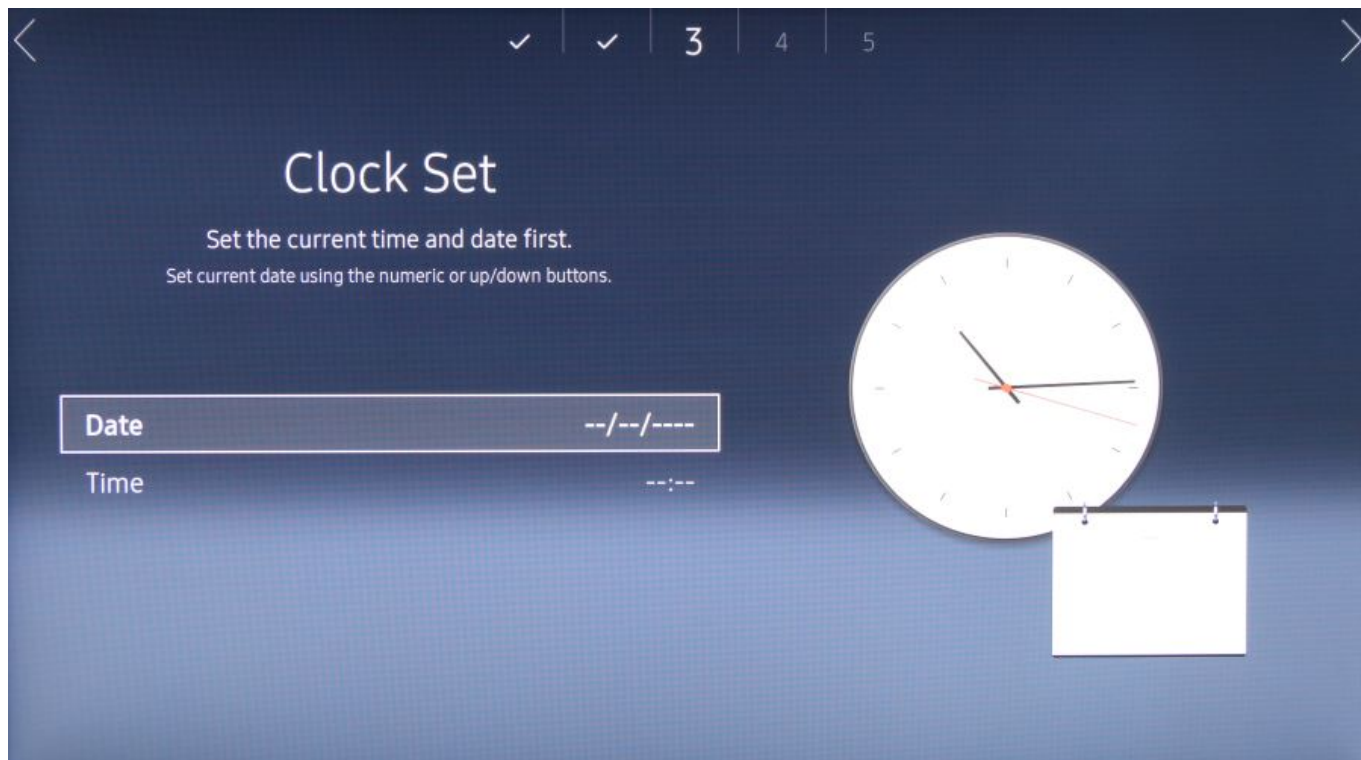 3 4 5
Clock Set
Set the current time and date first.
Set current date using the numeric or up/down buttons.
Date --/--/----
Time --:--